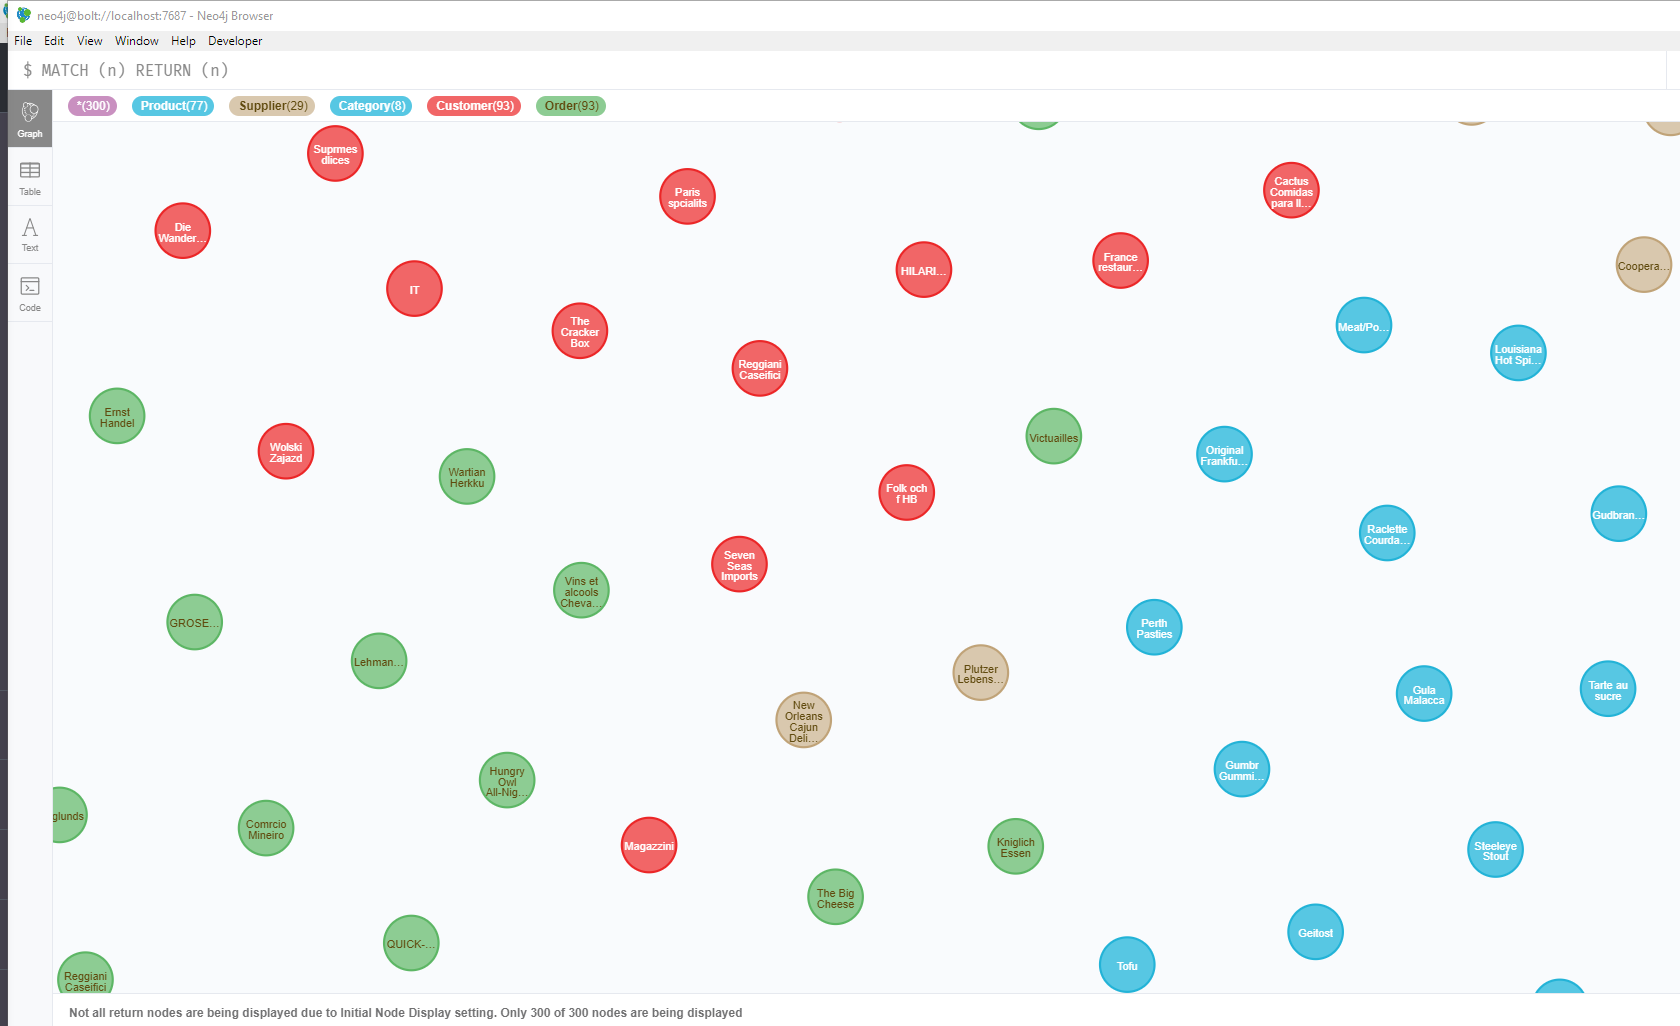 neo4j@bolt://localhost:7687 - Neo4j Browser
File Edit View Window Help Developer
$ MATCH (n) RETURN (n)
*(300) Product(77) Supplier(29) Category(8) Customer(93) Order(93)
Graph
Table
Text
Code
Suprmes
dlices
Paris
spcialits
Cactus
Comidas
para ll...
Die
Wander...
HILARI...
France
restaur...
Coopera...
IT
The
Cracker
Box
Meat/Po...
Louisiana
Hot Spi...
Reggiani
Caseifici
Ernst
Handel
Wolski
Zajazd
Wartian
Herkku
Victuailles
Original
Frankfu...
Folk och
f HB
Raclette
Courda...
Gudbran...
Seven
Seas
Imports
Vins et
alcools
Cheva...
GROSE...
Lehman...
Perth
Pasties
Plutzer
Lebens...
Gula
Malacca
Tarte au
sucre
New
Orleans
Cajun
Deli...
Hungry
Owl
All-Nig...
Gumbr
Gummi...
glunds
Comrcio
Mineiro
Magazzini
Kniglich
Essen
Steeleye
Stout
The Big
Cheese
QUICK-...
Geitost
Tofu
Reggiani
Caseifici
Not all return nodes are being displayed due to Initial Node Display setting. Only 300 of 300 nodes are being displayed